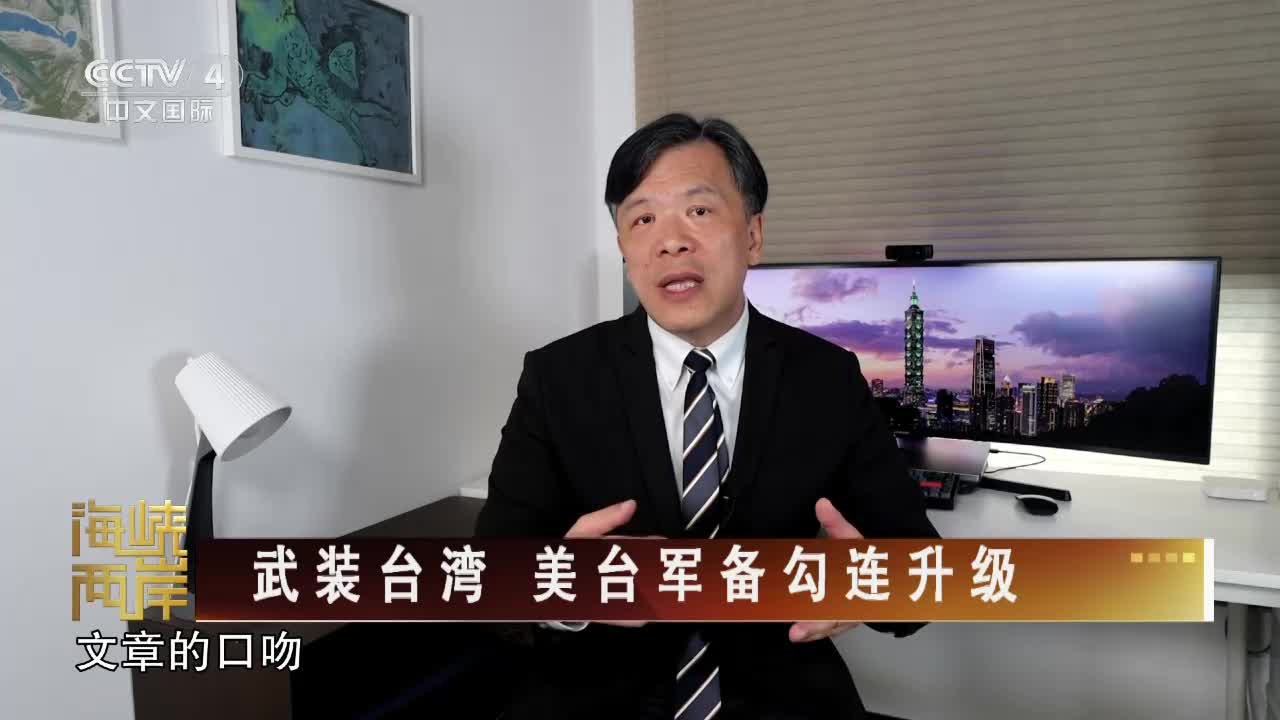 CCTV 4
中文国际
海峡
两岸
武装台湾 美台军备勾连升级
文章的口吻